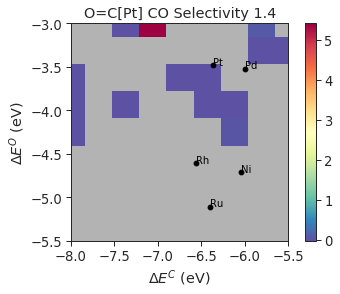 O=C[Pt] CO Selectivity 1.4
−3.0
−3.5
−4.0
−4.5
−5.0
−5.5
ΔE^O (eV)
Pt
Pd
Rh
Ni
Ru
−8.0 −7.5 −7.0 −6.5 −6.0 −5.5
ΔE^C (eV)
5
4
3
2
1
0